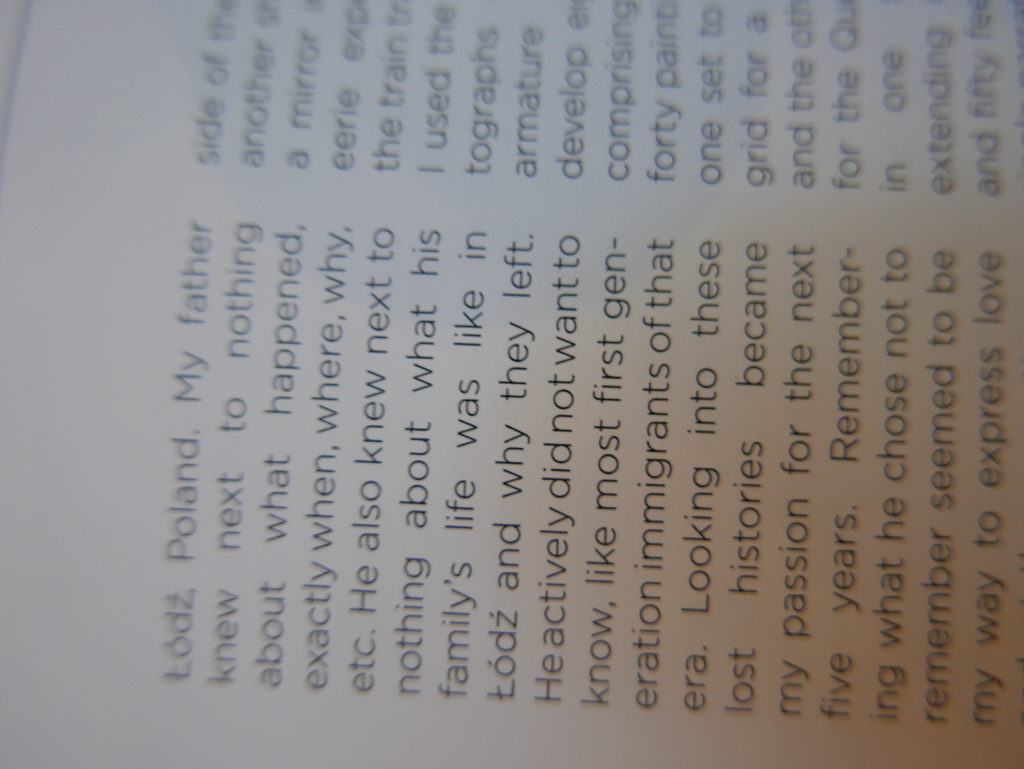 Łódź, Poland. My father
knew next to nothing
about what happened,
exactly when, where, why,
etc. He also knew next to
nothing about what his
family's life was like in
Łódź and why they left.
He actively did not want to
know, like most first gen-
eration immigrants of that
era. Looking into these
lost histories became
my passion for the next
five years. Remember-
ing what he chose not to
remember seemed to be
my way to express love
side of the
another
a mirror
eerie
the train
I used the
tographs
armature
develop
comprising
forty
one set to
grid for a
and the
for the
in one
extending
and fifty